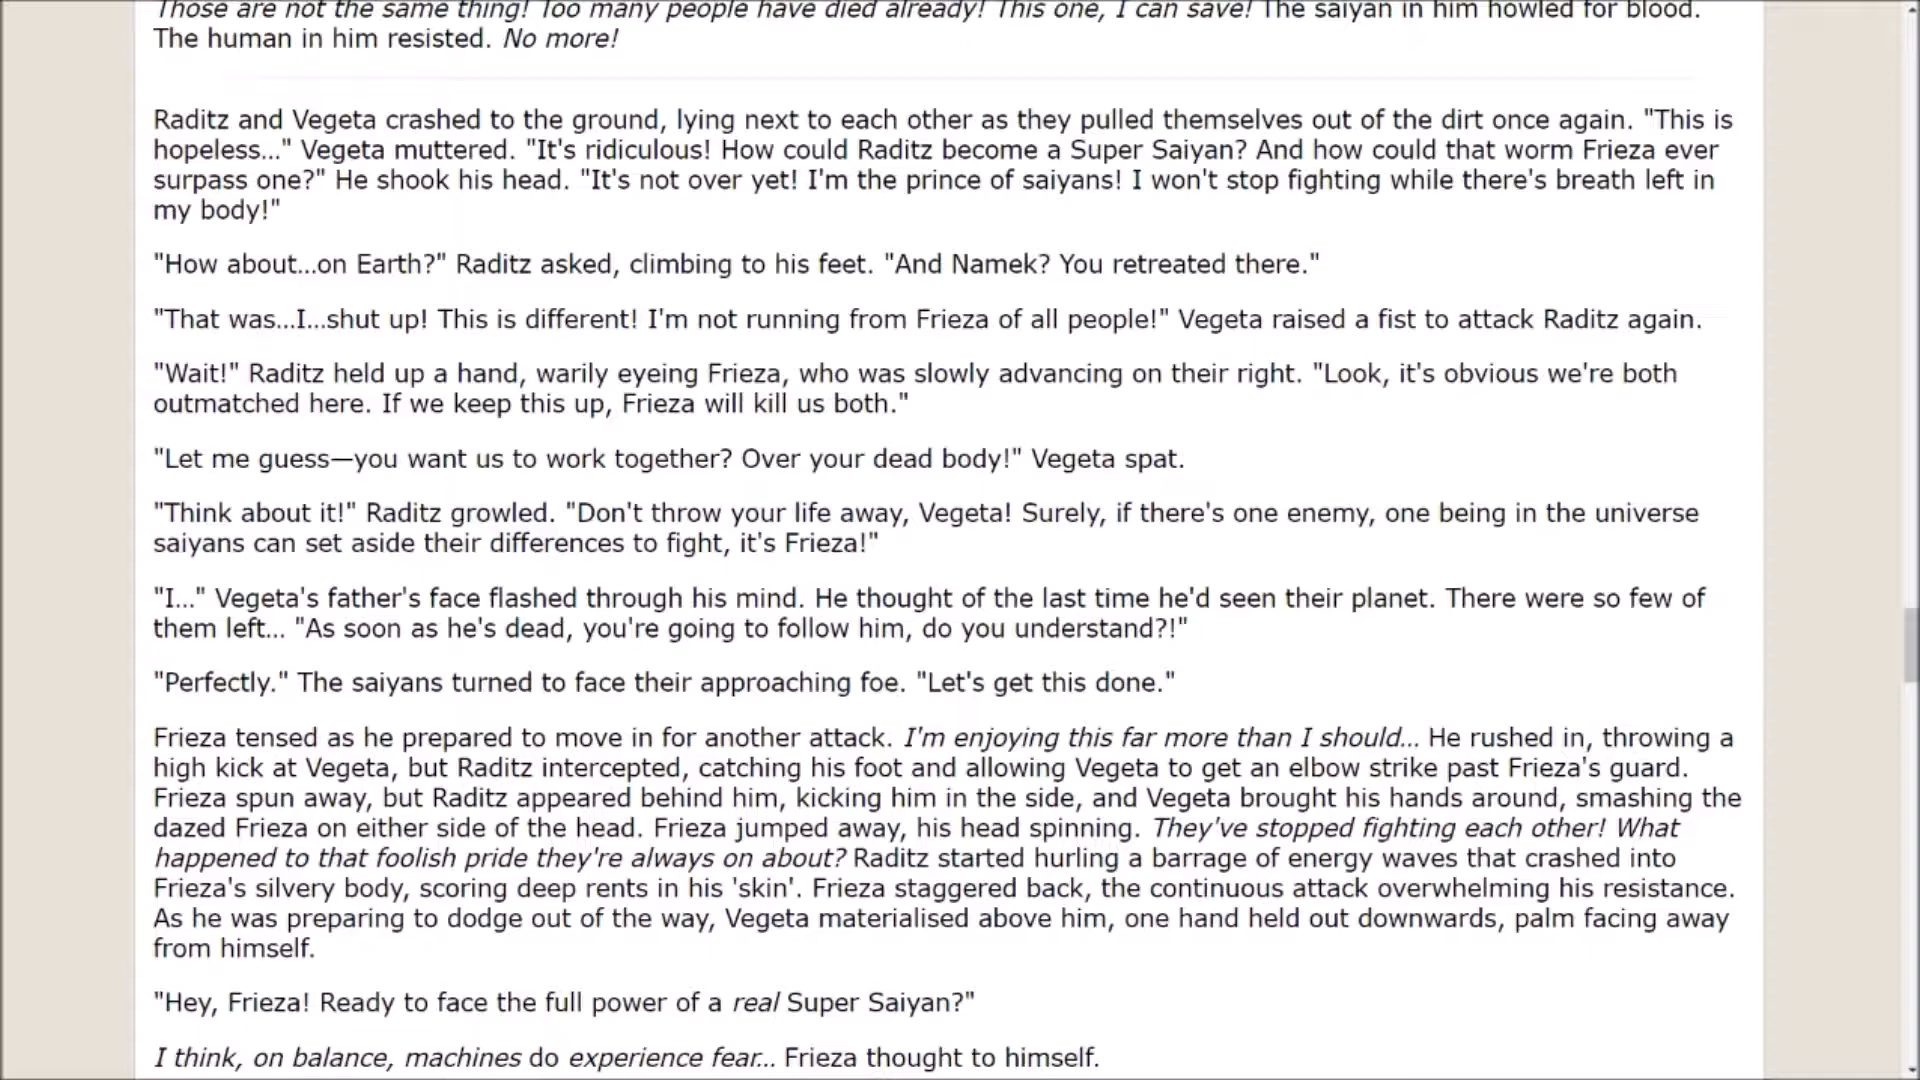 Those are not the same thing! Too many people have died already! This one, I can save! The saiyan in him howled for blood.
The human in him resisted. No more!
Raditz and Vegeta crashed to the ground, lying next to each other as they pulled themselves out of the dirt once again. "This is
hopeless..." Vegeta muttered. "It's ridiculous! How could Raditz become a Super Saiyan? And how could that worm Frieza ever
surpass one?" He shook his head. "It's not over yet! I'm the prince of saiyans! I won't stop fighting while there's breath left in
my body!"
"How about...on Earth?" Raditz asked, climbing to his feet. "And Namek? You retreated there."
"That was...I...shut up! This is different! I'm not running from Frieza of all people!" Vegeta raised a fist to attack Raditz again.
"Wait!" Raditz held up a hand, warily eyeing Frieza, who was slowly advancing on their right. "Look, it's obvious we're both
outmatched here. If we keep this up, Frieza will kill us both."
"Let me guess—you want us to work together? Over your dead body!" Vegeta spat.
"Think about it!" Raditz growled. "Don't throw your life away, Vegeta! Surely, if there's one enemy, one being in the universe
saiyans can set aside their differences to fight, it's Frieza!"
"I..." Vegeta's father's face flashed through his mind. He thought of the last time he'd seen their planet. There were so few of
them left... "As soon as he's dead, you're going to follow him, do you understand?!"
"Perfectly." The saiyans turned to face their approaching foe. "Let's get this done."
Frieza tensed as he prepared to move in for another attack. I'm enjoying this far more than I should... He rushed in, throwing a
high kick at Vegeta, but Raditz intercepted, catching his foot and allowing Vegeta to get an elbow strike past Frieza's guard.
Frieza spun away, but Raditz appeared behind him, kicking him in the side, and Vegeta brought his hands around, smashing the
dazed Frieza on either side of the head. Frieza jumped away, his head spinning. They've stopped fighting each other! What
happened to that foolish pride they're always on about? Raditz started hurling a barrage of energy waves that crashed into
Frieza's silvery body, scoring deep rents in his 'skin'. Frieza staggered back, the continuous attack overwhelming his resistance.
As he was preparing to dodge out of the way, Vegeta materialised above him, one hand held out downwards, palm facing away
from himself.
"Hey, Frieza! Ready to face the full power of a real Super Saiyan?"
I think, on balance, machines do experience fear... Frieza thought to himself.